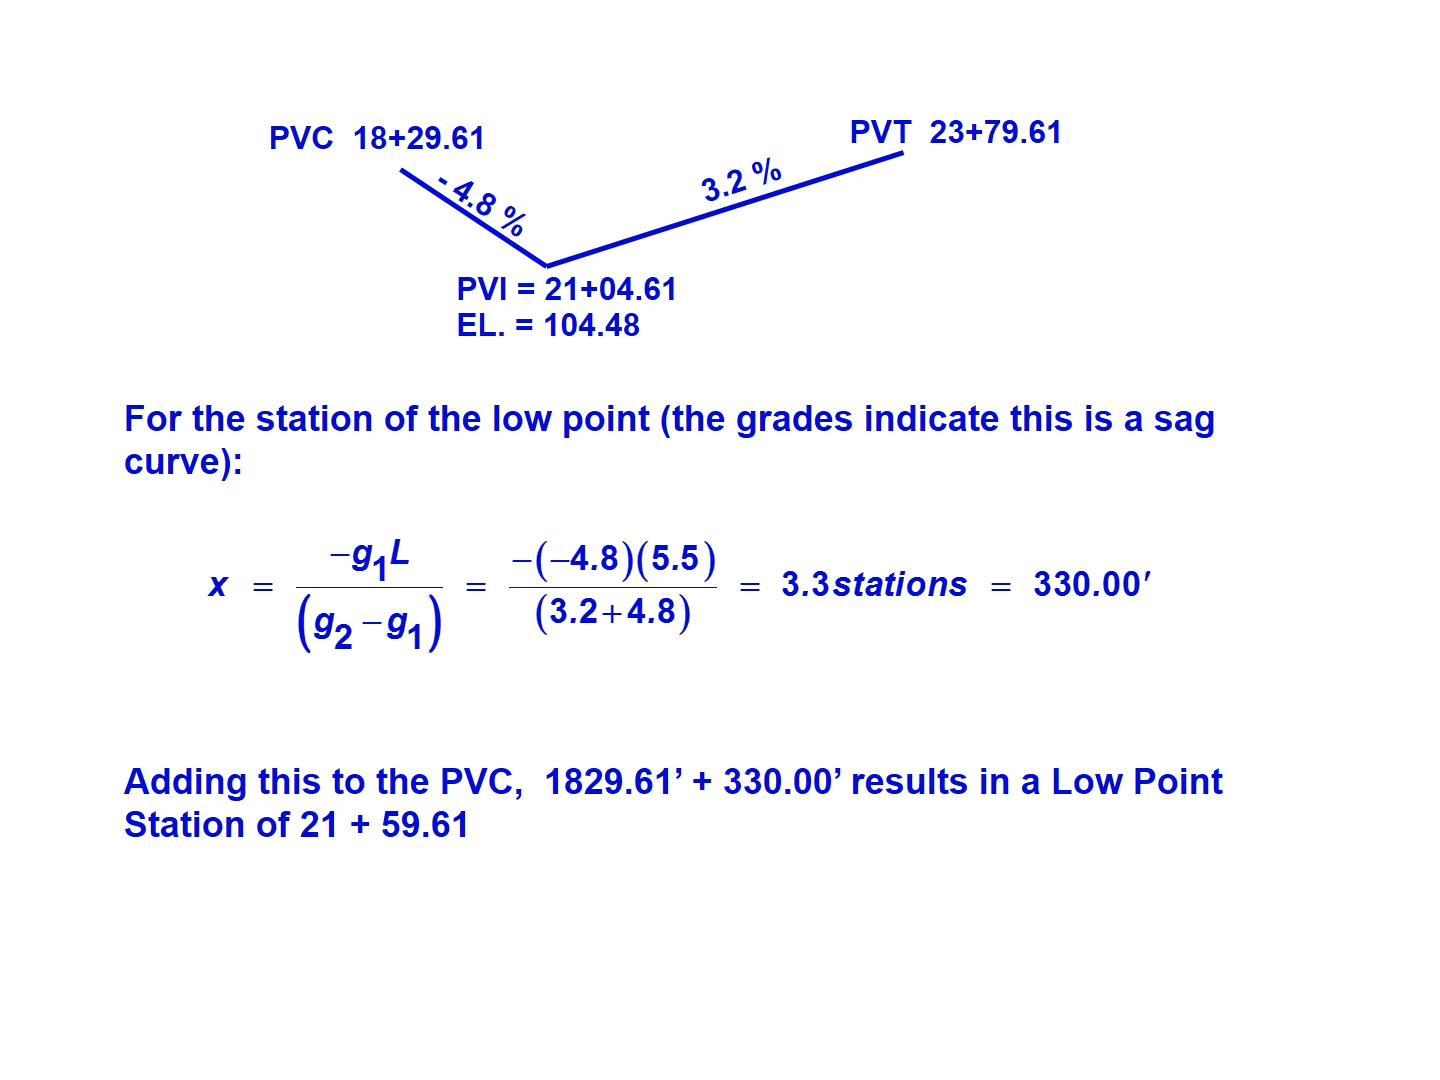 PVC 18+29.61
PVT 23+79.61
- 4.8 %
3.2 %
PVI = 21+04.61
EL. = 104.48
For the station of the low point (the grades indicate this is a sag
curve):
x = −g₁L / (g₂ − g₁) = −(−4.8)(5.5) / (3.2+4.8) = 3.3stations = 330.00′
Adding this to the PVC, 1829.61’ + 330.00’ results in a Low Point
Station of 21 + 59.61